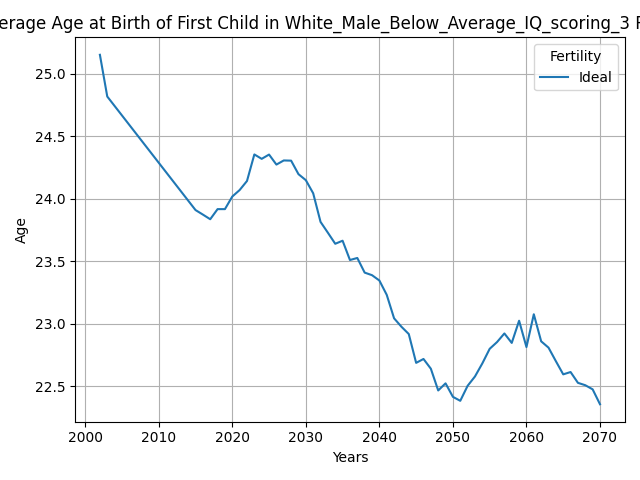 Average Age at Birth of First Child in White_Male_Below_Average_IQ_scoring_3
Fertility
Ideal
25.0
24.5
24.0
23.5
23.0
22.5
Age
2000 2010 2020 2030 2040 2050 2060 2070
Years